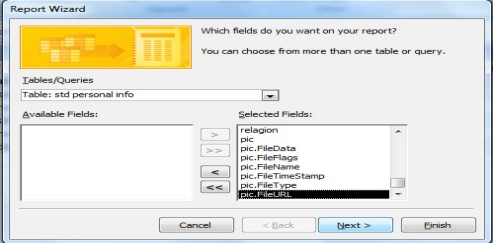 Report Wizard
Which fields do you want on your report?
You can choose from more than one table or query.
Tables/Queries
Table: std personal info
Available Fields:
Selected Fields:
relagion
pic
pic.FileData
pic.FileFlags
pic.FileName
pic.FileTimeStamp
pic.FileType
pic.FileURL
>
>>
<
<<
Cancel
< Back
Next >
Finish